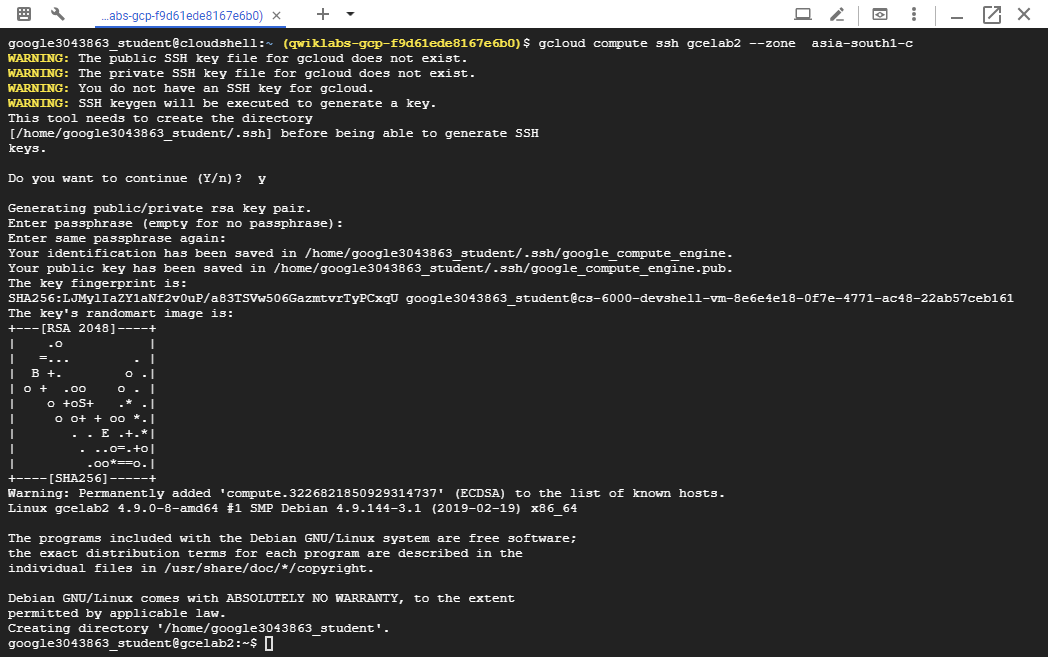 ...abs-gcp-f9d61ede8167e6b0)
google3043863_student@cloudshell:~ (qwiklabs-gcp-f9d61ede8167e6b0)$ gcloud compute ssh gcelab2 --zone  asia-south1-c
WARNING: The public SSH key file for gcloud does not exist.
WARNING: The private SSH key file for gcloud does not exist.
WARNING: You do not have an SSH key for gcloud.
WARNING: SSH keygen will be executed to generate a key.
This tool needs to create the directory
[/home/google3043863_student/.ssh] before being able to generate SSH
keys.
Do you want to continue (Y/n)?  y
Generating public/private rsa key pair.
Enter passphrase (empty for no passphrase):
Enter same passphrase again:
Your identification has been saved in /home/google3043863_student/.ssh/google_compute_engine.
Your public key has been saved in /home/google3043863_student/.ssh/google_compute_engine.pub.
The key fingerprint is:
SHA256:LJMylIaZY1aNf2v0uP/a83TSVw506GazmtvrTyPCxqU google3043863_student@cs-6000-devshell-vm-8e6e4e18-0f7e-4771-ac48-22ab57ceb161
The key's randomart image is:
+---[RSA 2048]----+
|    .o           |
|   =...        . |
|  B +.        o .|
| o +  .oo    o . |
|    o +oS+   .* .|
|     o o+ + oo *.|
|       . . E .+.*|
|        . ..o=.+o|
|         .oo*==o.|
+----[SHA256]-----+
Warning: Permanently added 'compute.3226821850929314737' (ECDSA) to the list of known hosts.
Linux gcelab2 4.9.0-8-amd64 #1 SMP Debian 4.9.144-3.1 (2019-02-19) x86_64
The programs included with the Debian GNU/Linux system are free software;
the exact distribution terms for each program are described in the
individual files in /usr/share/doc/*/copyright.
Debian GNU/Linux comes with ABSOLUTELY NO WARRANTY, to the extent
permitted by applicable law.
Creating directory '/home/google3043863_student'.
google3043863_student@gcelab2:~$